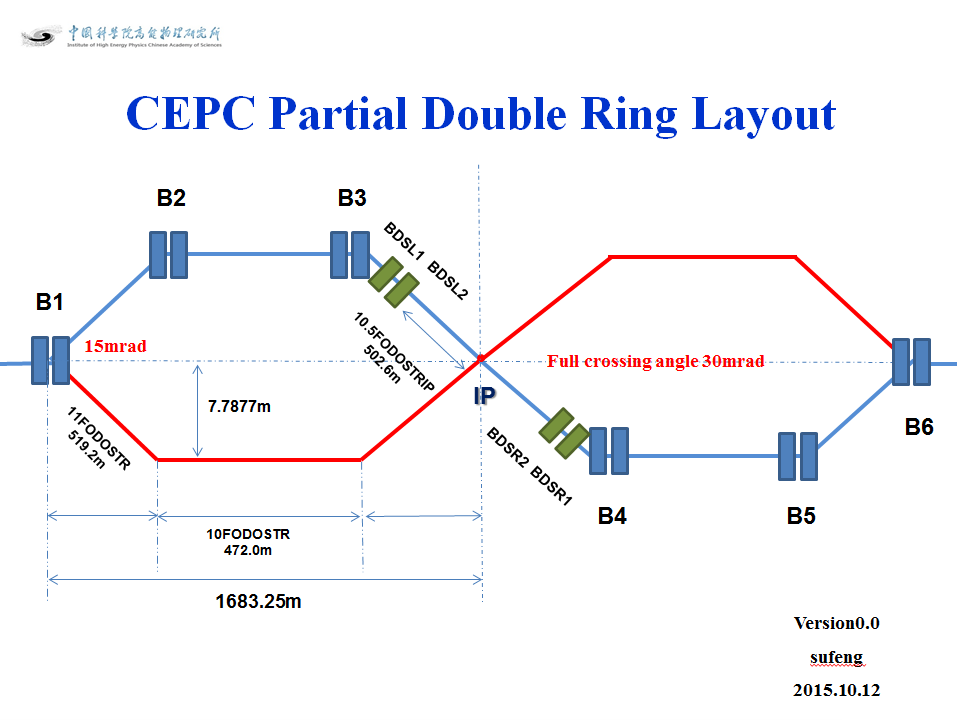 中国科学院高能物理研究所
Institute of High Energy Physics Chinese Academy of Sciences
CEPC Partial Double Ring Layout
B2
B3
BDSL1 BDSL2
B1
15mrad
10.5FODOSTRIP
502.6m
Full crossing angle 30mrad
IP
7.7877m
11FODOSTR
519.2m
BDSR2 BDSR1
B6
B4
B5
10FODOSTR
472.0m
1683.25m
Version0.0
sufeng
2015.10.12